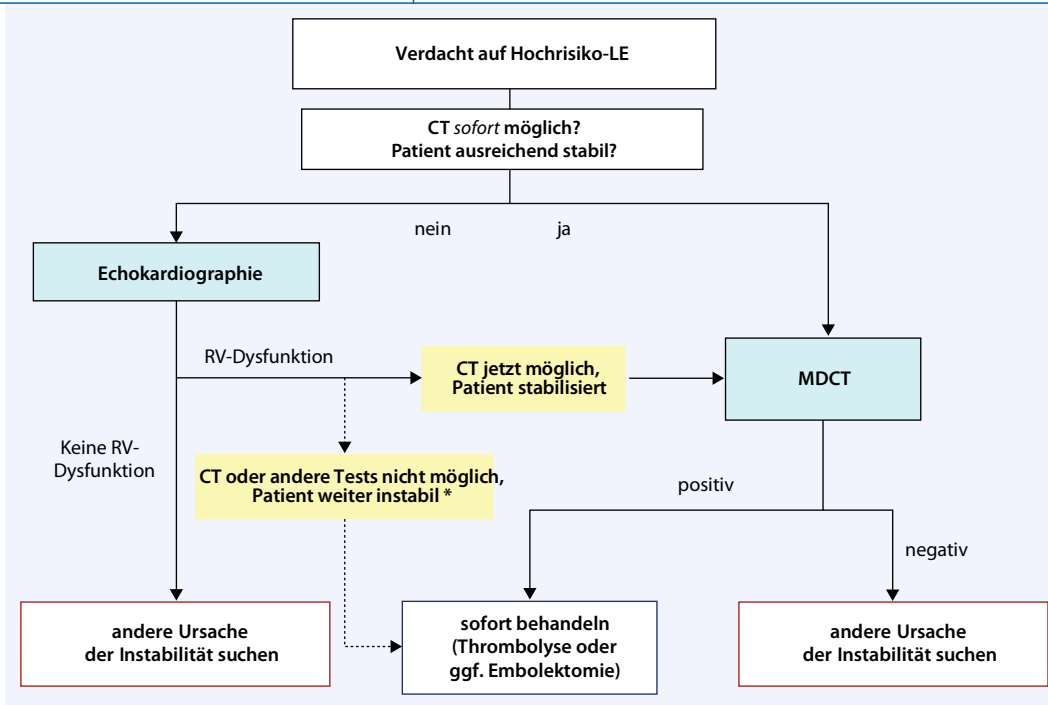 Verdacht auf Hochrisiko-LE
CT sofort möglich?
Patient ausreichend stabil?
nein
ja
Echokardiographie
RV-Dysfunktion
CT jetzt möglich,
Patient stabilisiert
MDCT
Keine RV-
Dysfunktion
CT oder andere Tests nicht möglich,
Patient weiter instabil *
positiv
negativ
andere Ursache
der Instabilität suchen
sofort behandeln
(Thrombolyse oder
ggf. Embolektomie)
andere Ursache
der Instabilität suchen